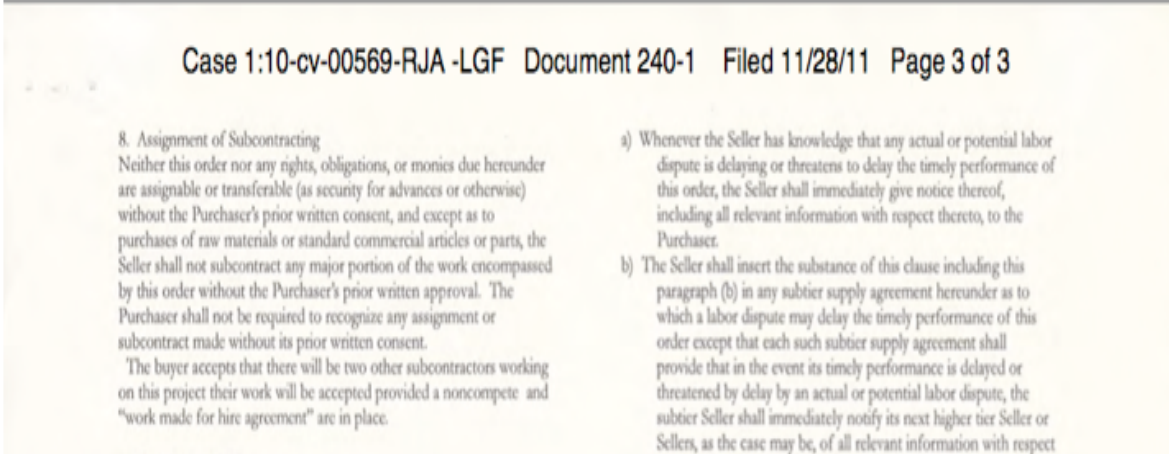 Case 1:10-cv-00569-RJA -LGF Document 240-1 Filed 11/28/11 Page 3 of 3
8. Assignment of Subcontracting
Neither this order nor any rights, obligations, or monies due hereunder
are assignable or transferable (as security for advances or otherwise)
without the Purchaser's prior written consent, and except as to
purchases of raw materials or standard commercial articles or parts, the
Seller shall not subcontract any major portion of the work encompassed
by this order without the Purchaser's prior written approval. The
Purchaser shall not be required to recognize any assignment or
subcontract made without its prior written consent.
The buyer accepts that there will be two other subcontractors working
on this project their work will be accepted provided a noncompete and
"work made for hire agreement" are in place.
a) Whenever the Seller has knowledge that any actual or potential labor
dispute is delaying or threatens to delay the timely performance of
this order, the Seller shall immediately give notice thereof,
including all relevant information with respect thereto, to the
Purchaser.
b) The Seller shall insert the substance of this clause including this
paragraph (b) in any subtier supply agreement hereunder as to
which a labor dispute may delay the timely performance of this
order except that each such subtier supply agreement shall
provide that in the event its timely performance is delayed or
threatened by delay by an actual or potential labor dispute, the
subtier Seller shall immediately notify its next higher tier Seller or
Sellers, as the case may be, of all relevant information with respect